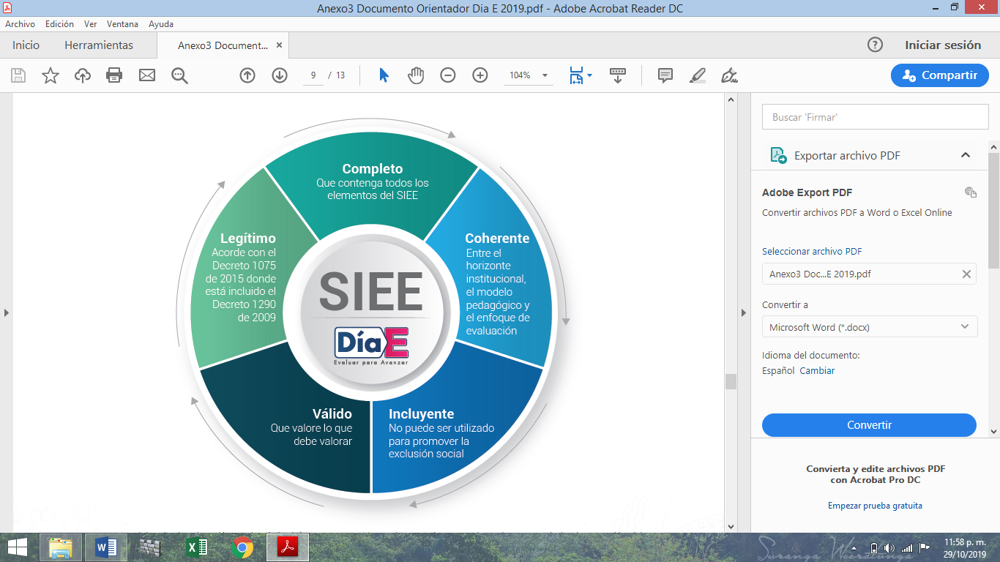 Anexo3 Documento Orientador Dia E 2019.pdf - Adobe Acrobat Reader DC
Archivo Edición Ver Ventana Ayuda
Inicio Herramientas Anexo3 Document... ×
Iniciar sesión
9 / 13
104%
Compartir
Completo
Que contenga todos los
elementos del SIEE
Coherente
Entre el
horizonte
institucional,
el modelo
pedagógico y
el enfoque de
evaluación
Incluyente
No puede ser utilizado
para promover la
exclusión social
Válido
Que valore lo que
debe valorar
Legítimo
Acorde con el
Decreto 1075
de 2015 donde
está incluido el
Decreto 1290
de 2009
SIEE
DíaE
Evaluar para Avanzar
Buscar 'Firmar'
Exportar archivo PDF
Adobe Export PDF
Convertir archivos PDF a Word o Excel Online
Seleccionar archivo PDF
Anexo3 Doc...E 2019.pdf
Convertir a
Microsoft Word (*.docx)
Idioma del documento:
Español Cambiar
Convertir
Convierta y edite archivos PDF
con Acrobat Pro DC
Empezar prueba gratuita
Suranga Weeratunga
11:58 p. m.
29/10/2019